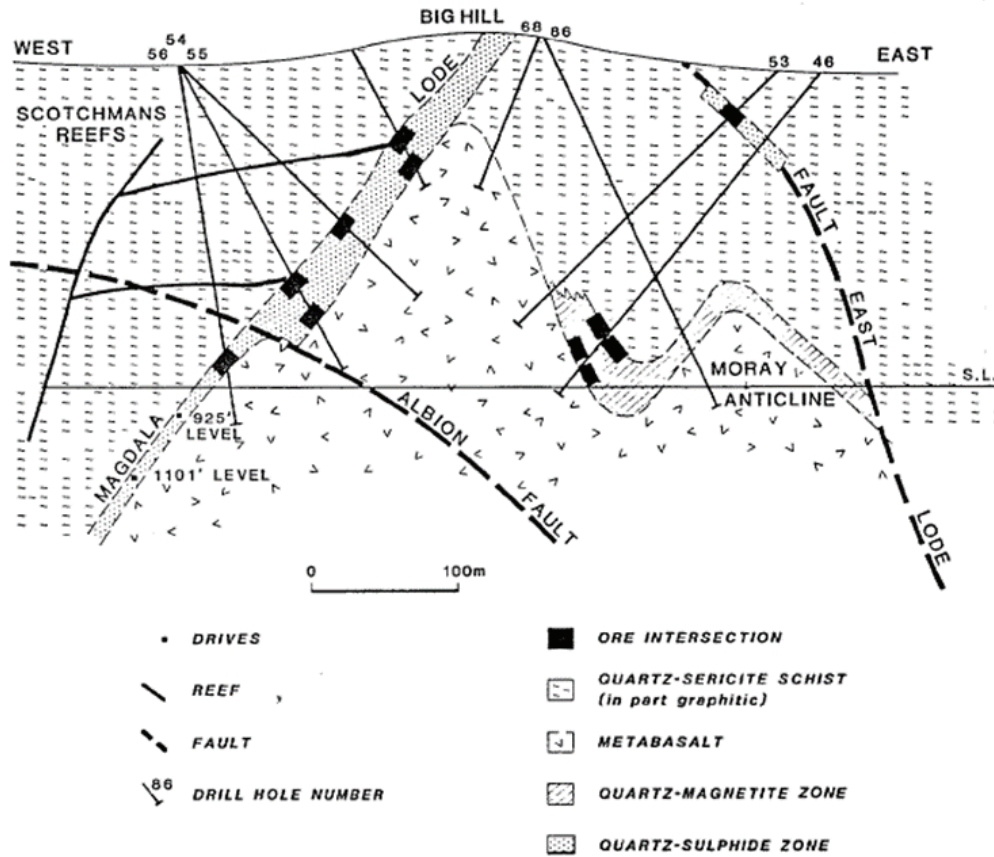 BIG HILL
WEST
54
56 55
68 86
53 46
EAST
SCOTCHMANS
REEFS
LODE
FAULT
EAST
LODE
S.L.
MORAY
ANTICLINE
ALBION
FAULT
MAGDALA
925' LEVEL
1101' LEVEL
0 100m
DRIVES
REEF
FAULT
86 DRILL HOLE NUMBER
ORE INTERSECTION
QUARTZ-SERICITE SCHIST
(in part graphitic)
METABASALT
QUARTZ-MAGNETITE ZONE
QUARTZ-SULPHIDE ZONE